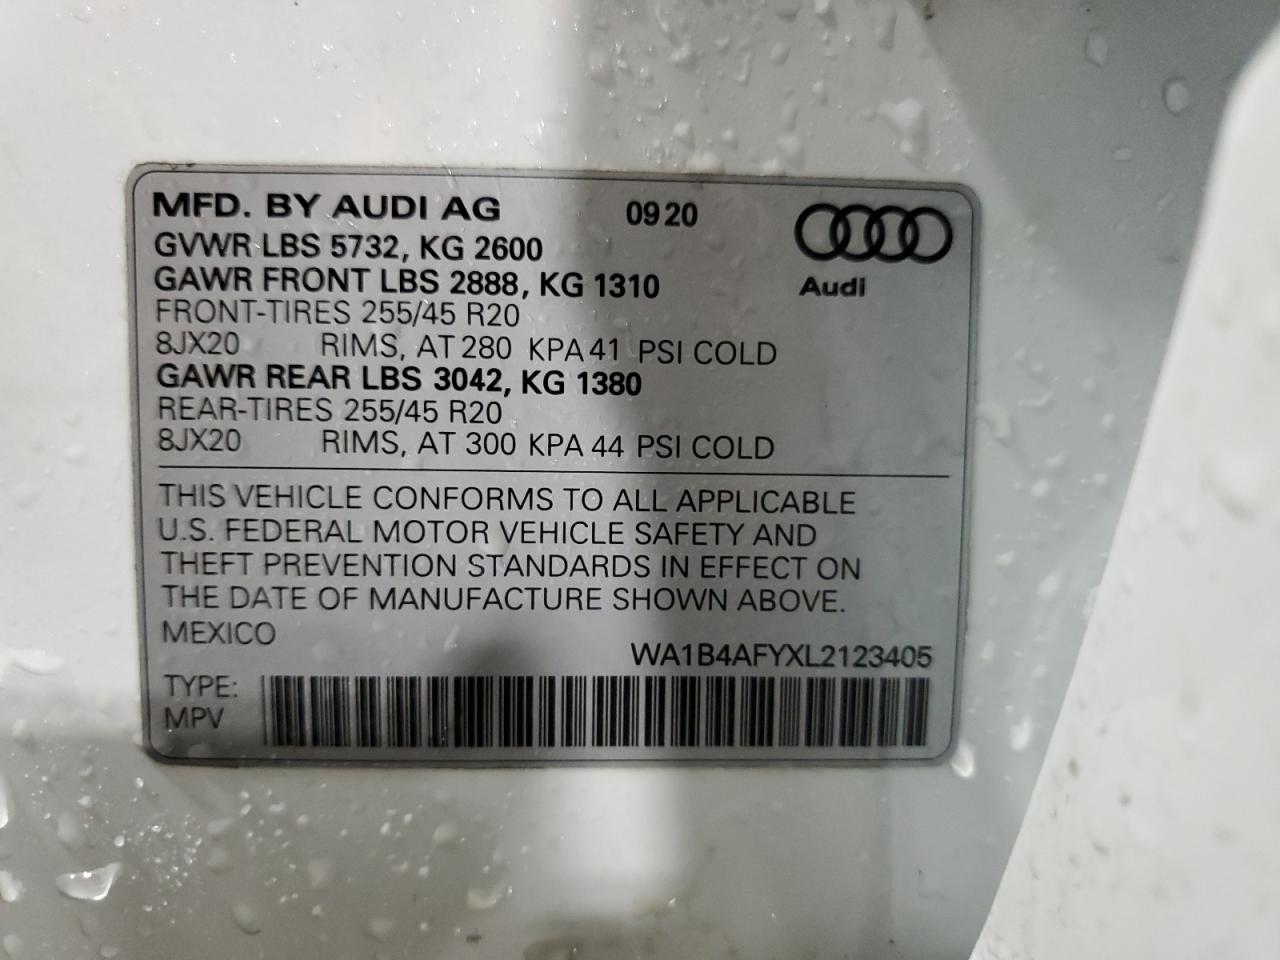 MFD. BY AUDI AG 0920
GVWR LBS 5732, KG 2600
GAWR FRONT LBS 2888, KG 1310
Audi
FRONT-TIRES 255/45 R20
8JX20 RIMS, AT 280 KPA 41 PSI COLD
GAWR REAR LBS 3042, KG 1380
REAR-TIRES 255/45 R20
8JX20 RIMS, AT 300 KPA 44 PSI COLD
THIS VEHICLE CONFORMS TO ALL APPLICABLE
U.S. FEDERAL MOTOR VEHICLE SAFETY AND
THEFT PREVENTION STANDARDS IN EFFECT ON
THE DATE OF MANUFACTURE SHOWN ABOVE.
MEXICO
WA1B4AFYXL2123405
TYPE:
MPV